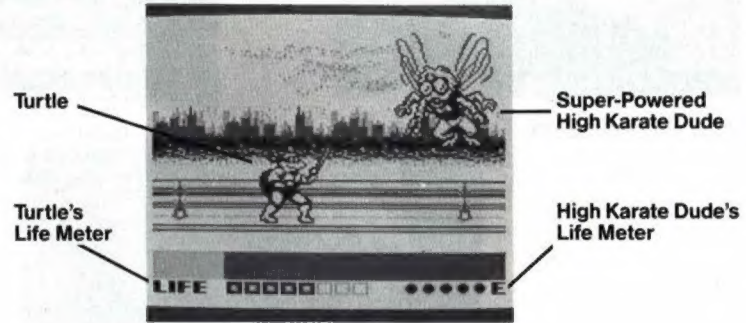 Turtle
Super-Powered
High Karate Dude
Turtle's
Life Meter
High Karate Dude's
Life Meter
LIFE
E